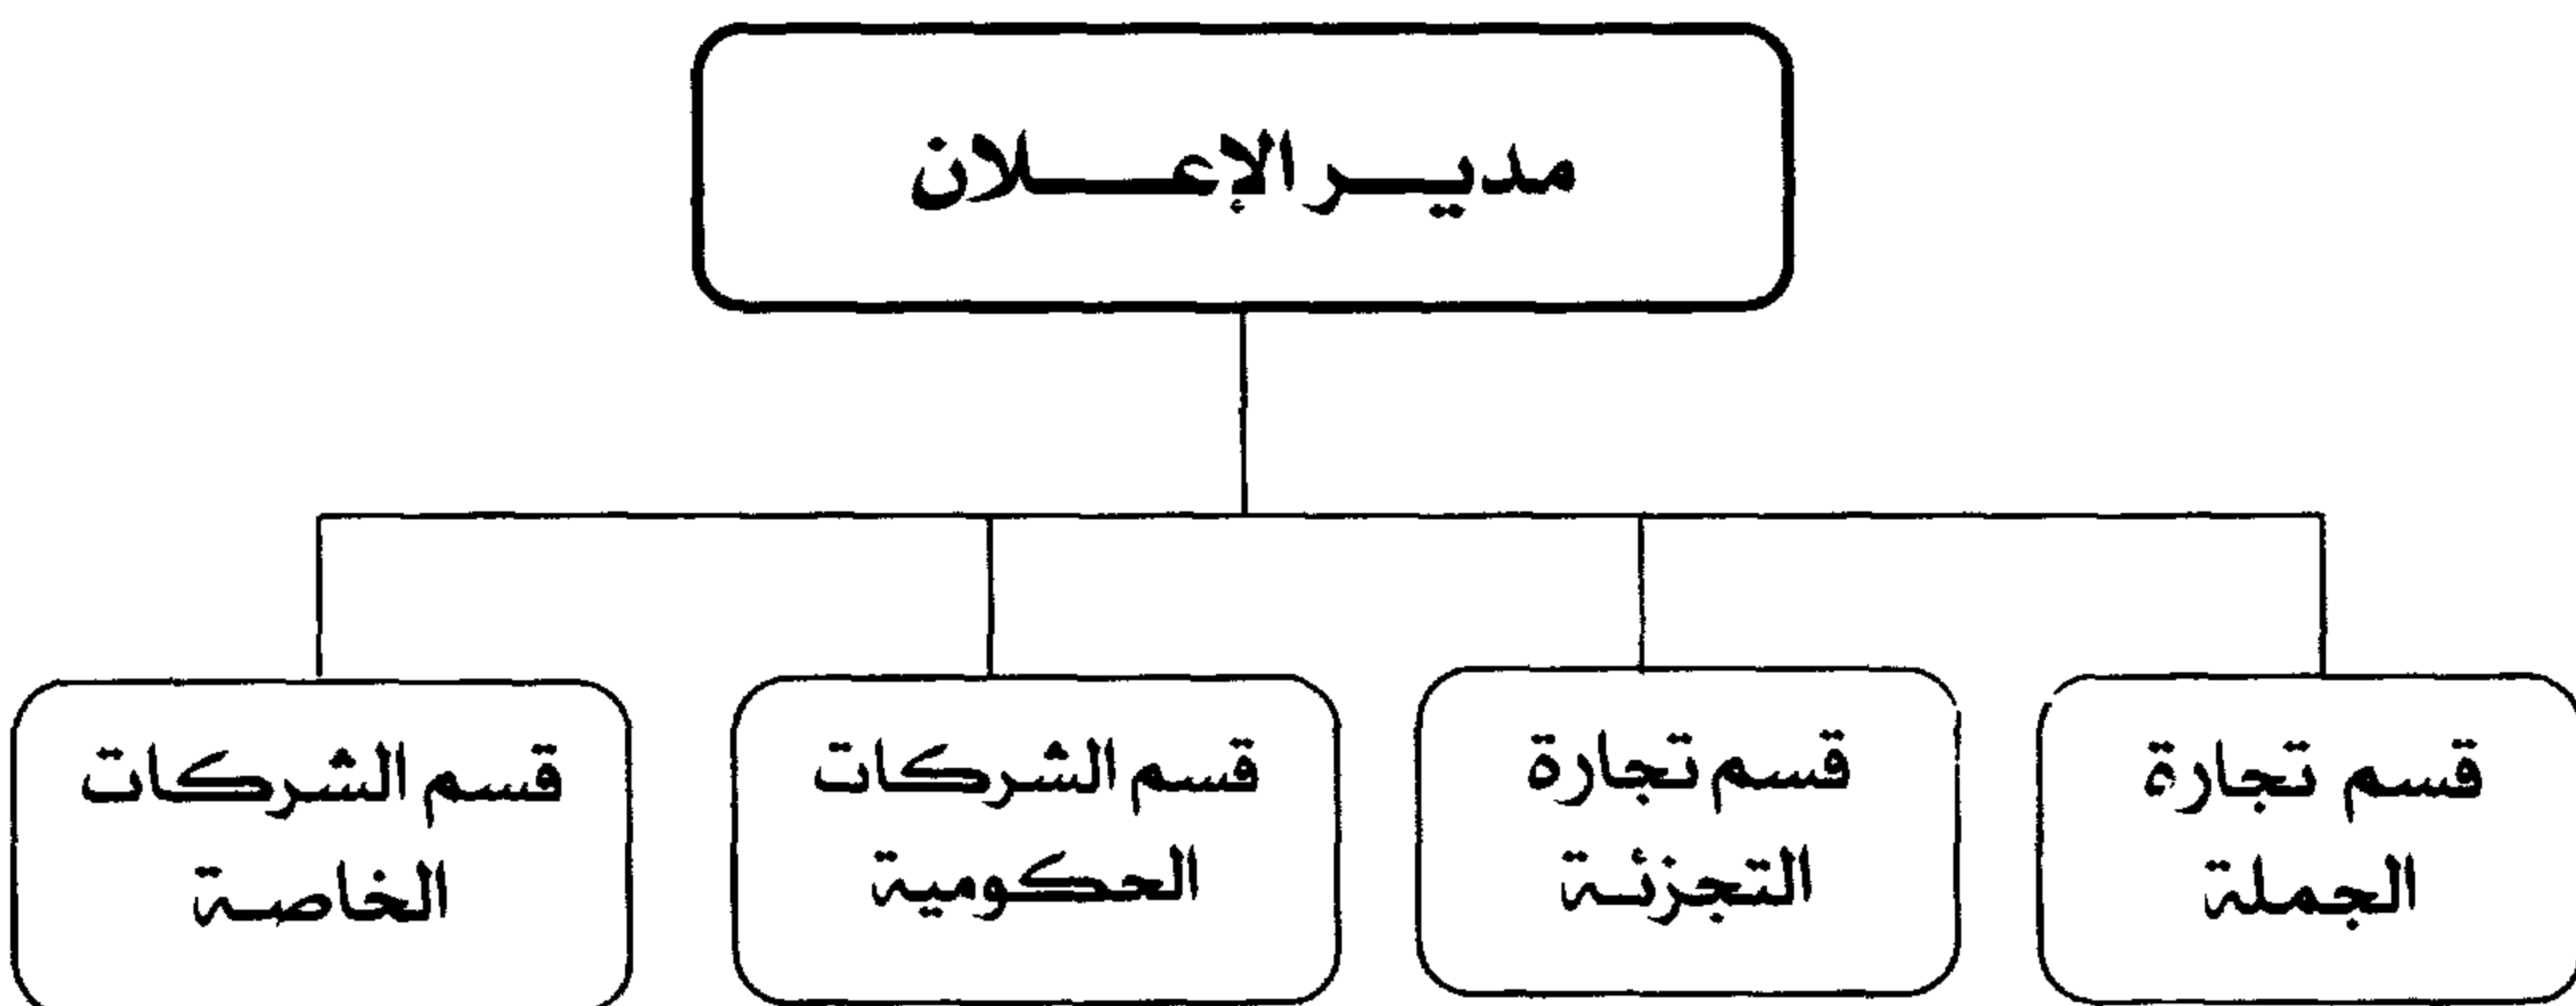 مدير الإعلان
قسم تجارة
الجملة
قسم تجارة
التجزئة
قسم الشركات
الحكومية
قسم الشركات
الخاصة